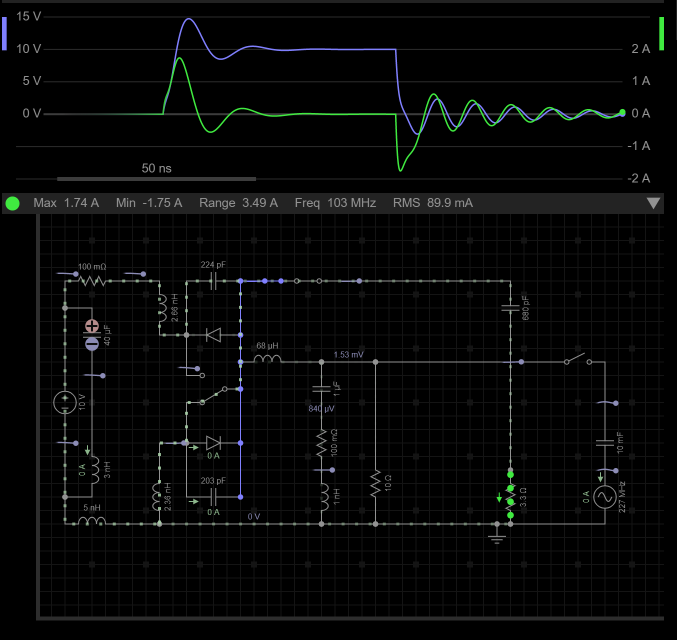 15 V
10 V
2 A
5 V
1 A
0 V
0 A
50 ns
-1 A
-2 A
Max 1.74 A Min -1.75 A Range 3.49 A Freq 103 MHz RMS 89.9 mA
100 mΩ
224 pF
2.66 nH
40 µF
680 pF
68 µH
1.53 mV
1 µF
10 V
840 µV
100 mΩ
10 mF
0 A
0 A
3 nH
2.36 nH
203 pF
0 A
1 nH
10 Ω
3.3 Ω
0 A
227 MHz
5 nH
0 V